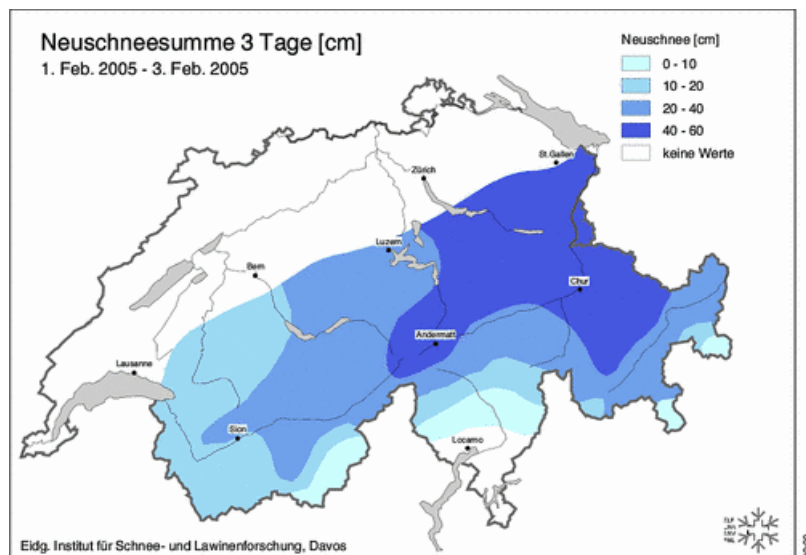 Neuschneesumme 3 Tage [cm]
1. Feb. 2005 - 3. Feb. 2005
Neuschnee [cm]
0 - 10
10 - 20
20 - 40
40 - 60
keine Werte
St.Gallen
Zürich
Luzern
Bern
Chur
Andermatt
Lausanne
Sion
Locarno
Eidg. Institut für Schnee- und Lawinenforschung, Davos